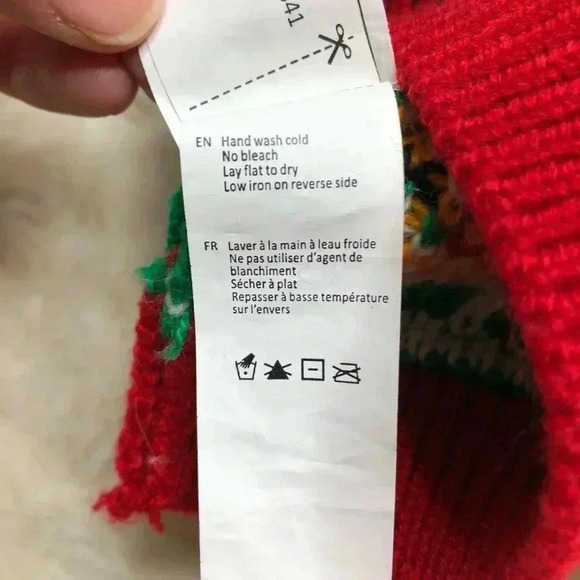 41
EN Hand wash cold
No bleach
Lay flat to dry
Low iron on reverse side
FR Laver à la main à leau froide
Ne pas utiliser d'agent de
blanchiment
Sécher à plat
Repasser à basse température
sur l'envers